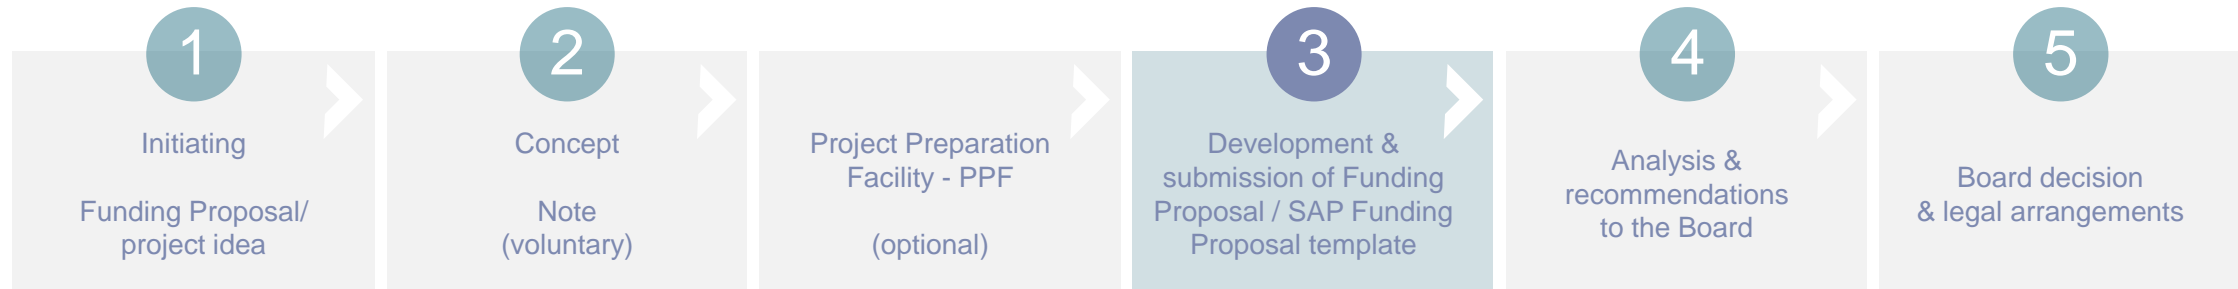 1
Initiating
Funding Proposal/
project idea
2
Concept
Note
(voluntary)
Project Preparation
Facility - PPF
(optional)
3
Development &
submission of Funding
Proposal / SAP Funding
Proposal template
4
Analysis &
recommendations
to the Board
5
Board decision
& legal arrangements